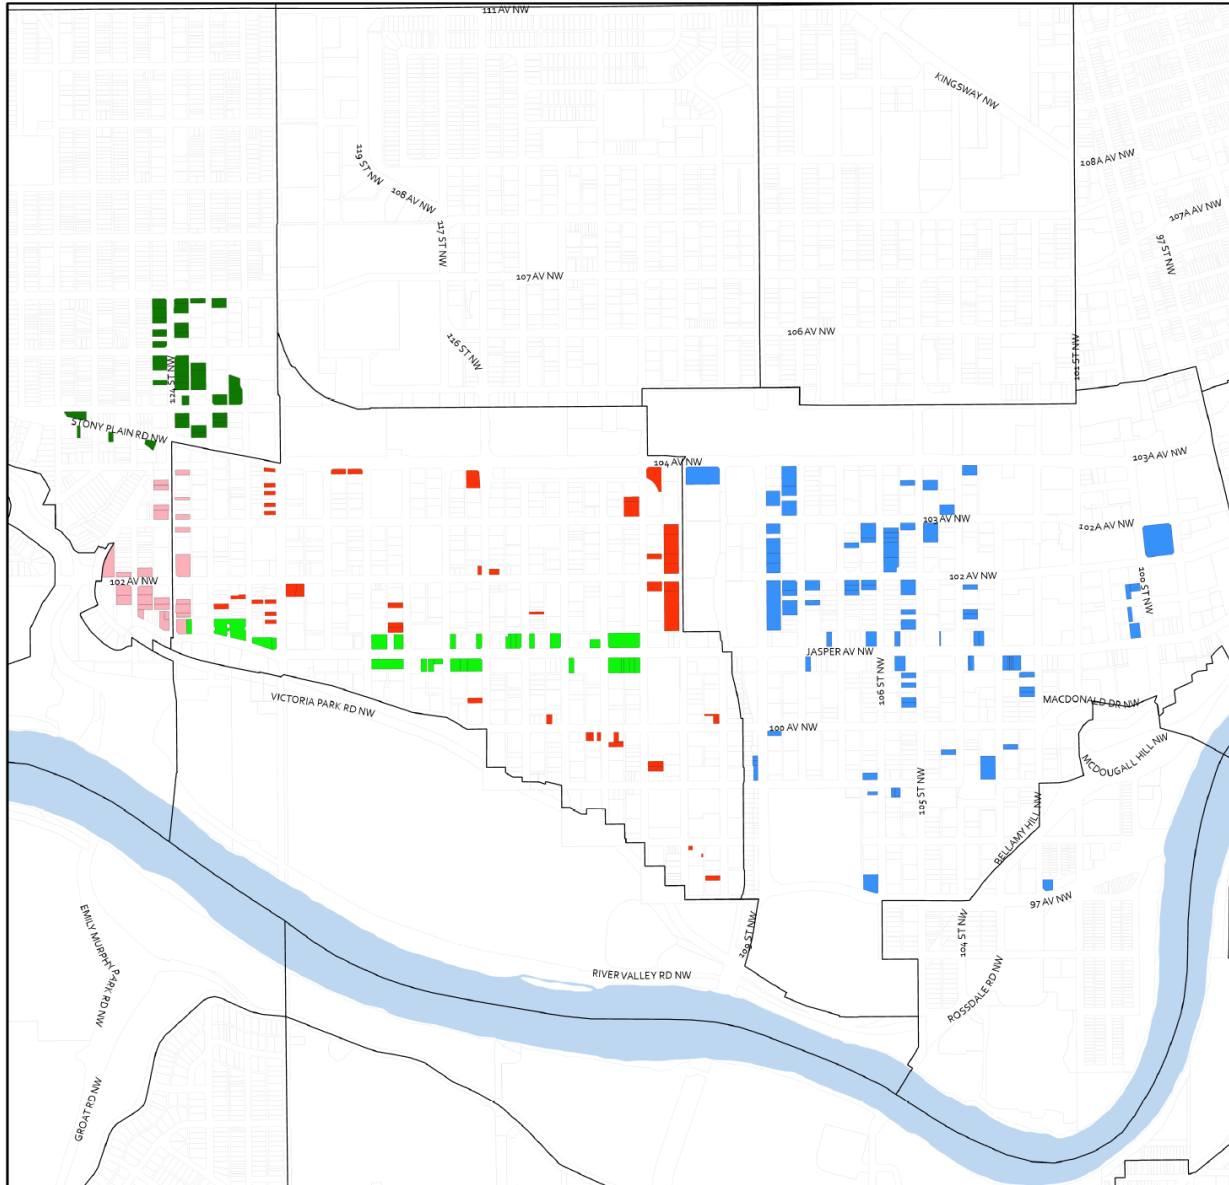 111 AV NW
KINGSWAY NW
119 ST NW
108A AV NW
108 AV NW
107A AV NW
117 ST NW
97 ST NW
107 AV NW
106 AV NW
116 ST NW
101 ST NW
124 ST NW
STONY PLAIN RD NW
104 AV NW
103A AV NW
103 AV NW
102A AV NW
102 AV NW
102 AV NW
100 ST NW
JASPER AV NW
106 ST NW
VICTORIA PARK RD NW
MACDONALD DR NW
100 AV NW
MCDOUGALL HILL NW
105 ST NW
BELLAMY HILL NW
97 AV NW
EMILY MURPHY PARK RD NW
109 ST NW
104 ST NW
RIVER VALLEY RD NW
ROSSDALE RD NW
GROAT RD NW